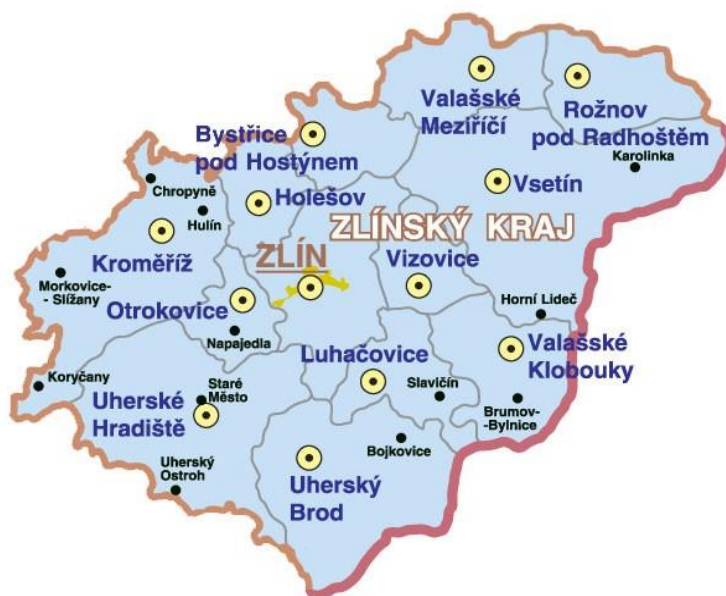 Valašské
Meziříčí
Rožnov
pod Radhoštěm
Karolinka
Bystřice
pod Hostýnem
Chropyně
Holešov
Vsetín
Hulín
ZLÍNSKÝ KRAJ
Kroměříž
ZLÍN
Vizovice
Morkovice-
-Slížany
Otrokovice
Horní Lideč
Napajedla
Valašské
Klobouky
Luhačovice
Koryčany
Staré
Město
Slavičín
Uherské
Hradiště
Brumov-
-Bylnice
Bojkovice
Uherský
Ostroh
Uherský
Brod